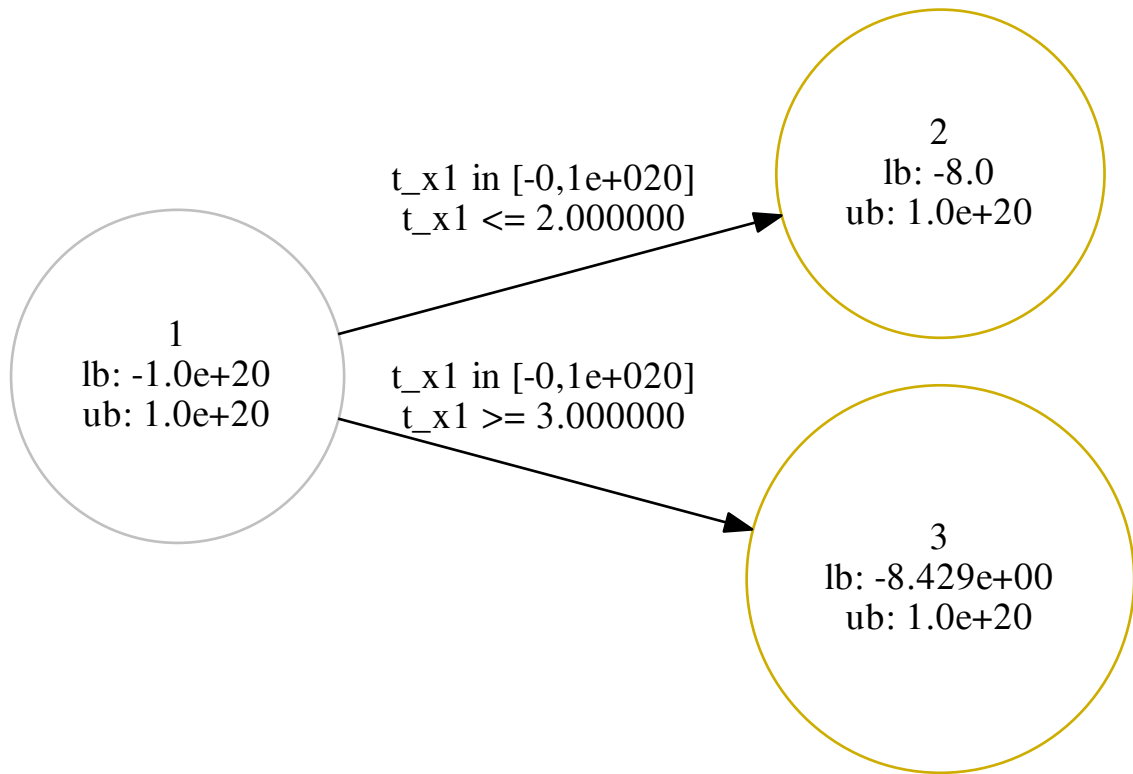 1
lb: -1.0e+20
ub: 1.0e+20
t_x1 in [-0,1e+020]
t_x1 <= 2.000000
2
lb: -8.0
ub: 1.0e+20
t_x1 in [-0,1e+020]
t_x1 >= 3.000000
3
lb: -8.429e+00
ub: 1.0e+20